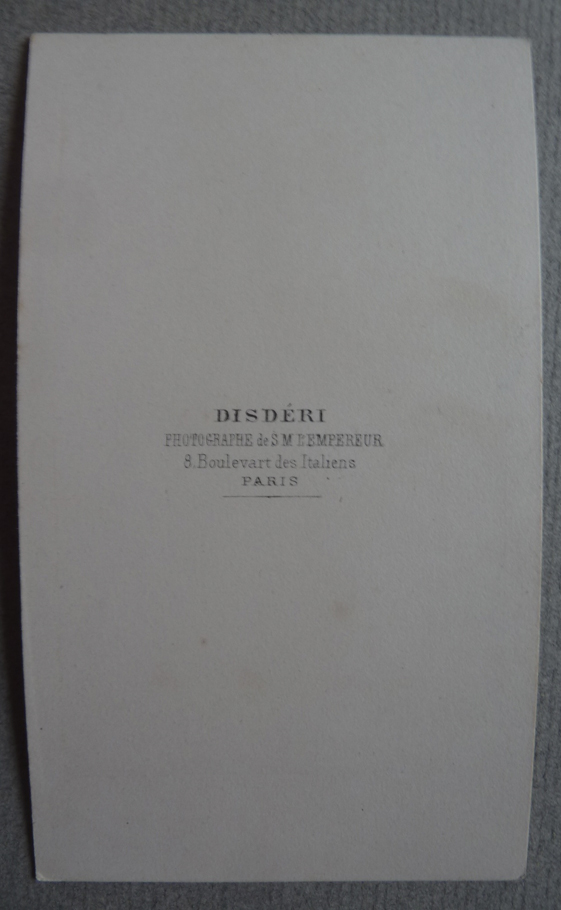 DISDÉRI
PHOTOGRAPHE de S M L'EMPEREUR
8.Boulevart des Italiens
PARIS